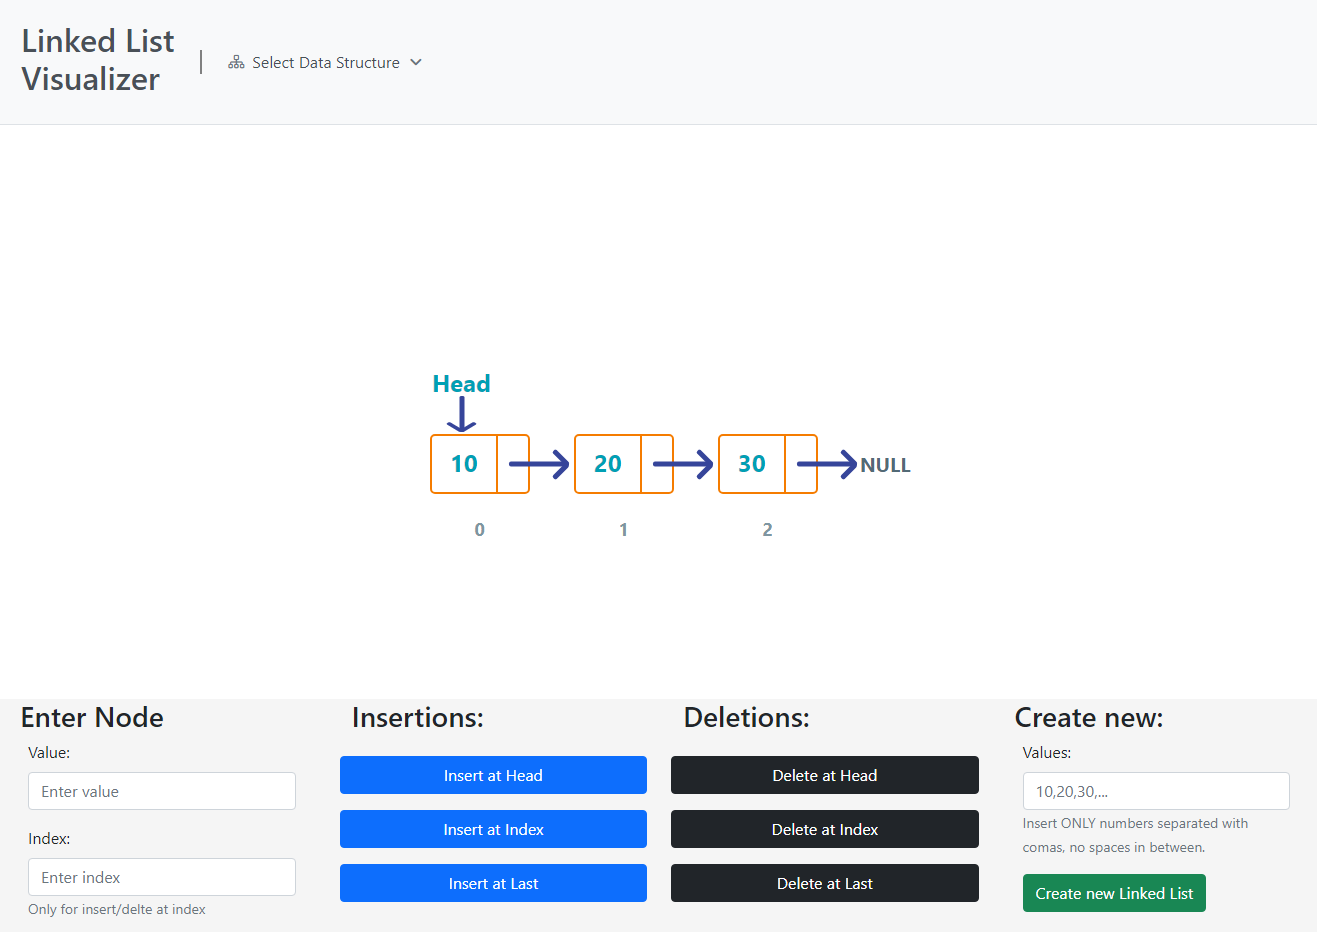 Linked List
Visualizer
Select Data Structure
Head
10 20 30 NULL
0 1 2
Enter Node
Value:
Enter value
Index:
Enter index
Only for insert/delte at index
Insertions:
Insert at Head
Insert at Index
Insert at Last
Deletions:
Delete at Head
Delete at Index
Delete at Last
Create new:
Values:
10,20,30,...
Insert ONLY numbers separated with
comas, no spaces in between.
Create new Linked List